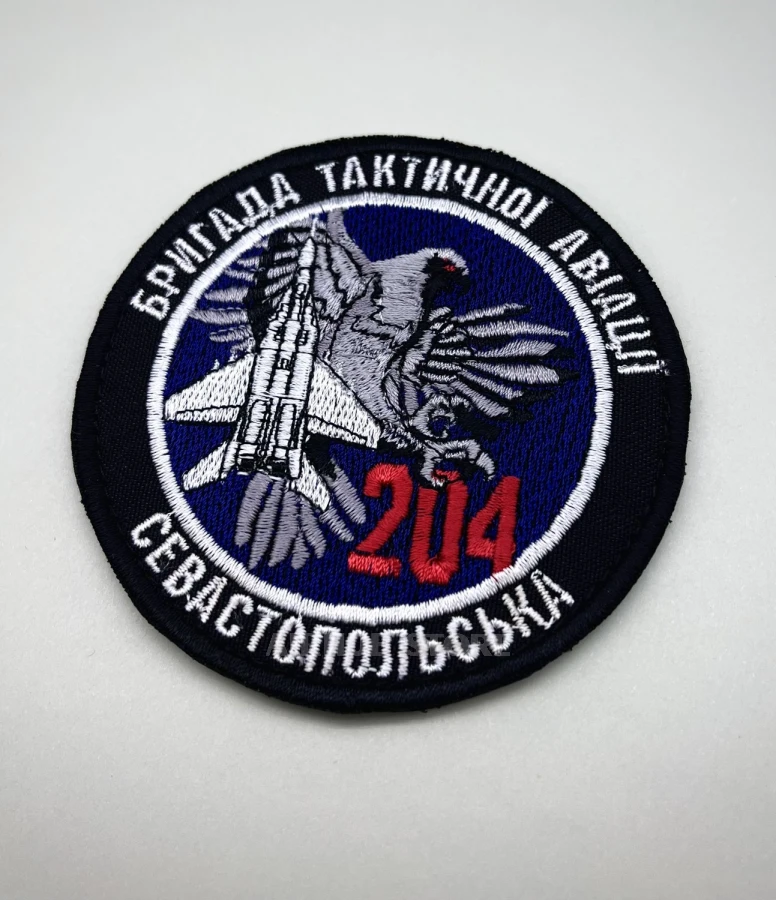 БРИГАДА ТАКТИЧНОЇ АВІАЦІЇ
204
СЕВАСТОПОЛЬСЬКА